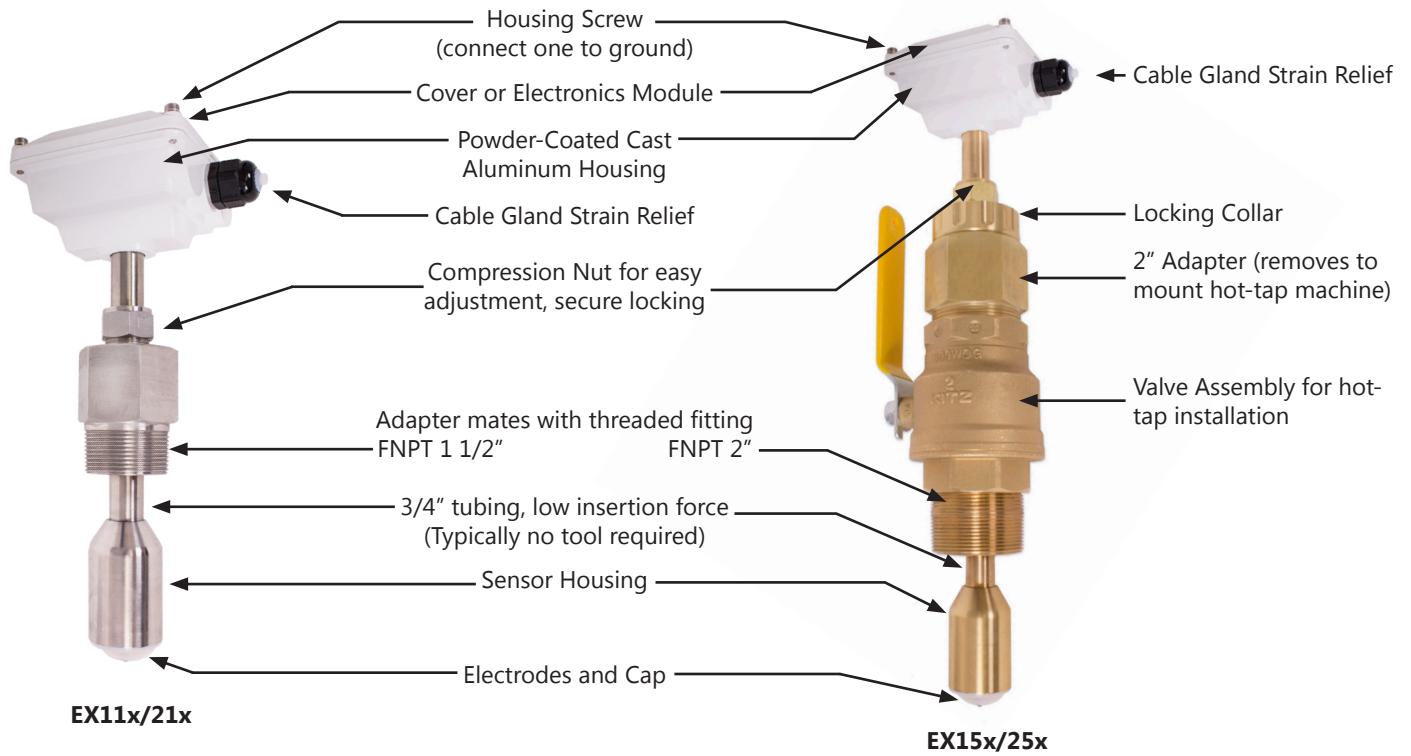 Housing Screw
(connect one to ground)
Cover or Electronics Module
Cable Gland Strain Relief
Powder-Coated Cast
Aluminum Housing
Cable Gland Strain Relief
Locking Collar
Compression Nut for easy
adjustment, secure locking
2” Adapter (removes to
mount hot-tap machine)
Valve Assembly for hot-
tap installation
2
KITZ
Adapter mates with threaded fitting
FNPT 1 1/2” FNPT 2”
3/4” tubing, low insertion force
(Typically no tool required)
Sensor Housing
Electrodes and Cap
EX11x/21x
EX15x/25x